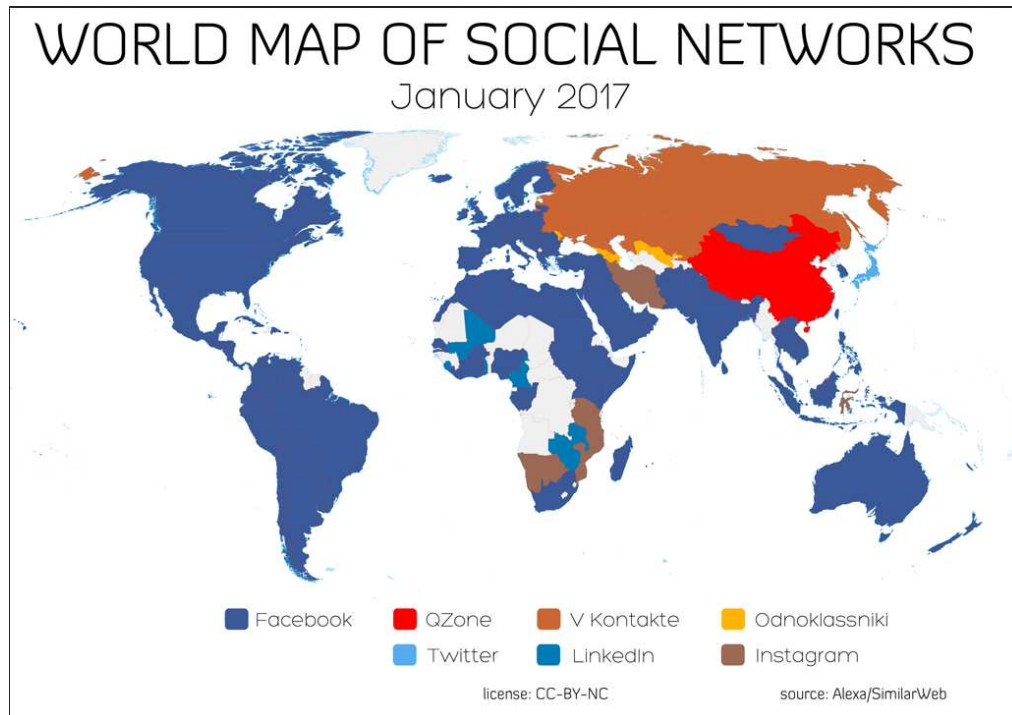 WORLD MAP OF SOCIAL NETWORKS
January 2017
Facebook QZone V Kontakte Odnoklassniki
Twitter LinkedIn Instagram
license: CC-BY-NC source: Alexa/SimilarWeb